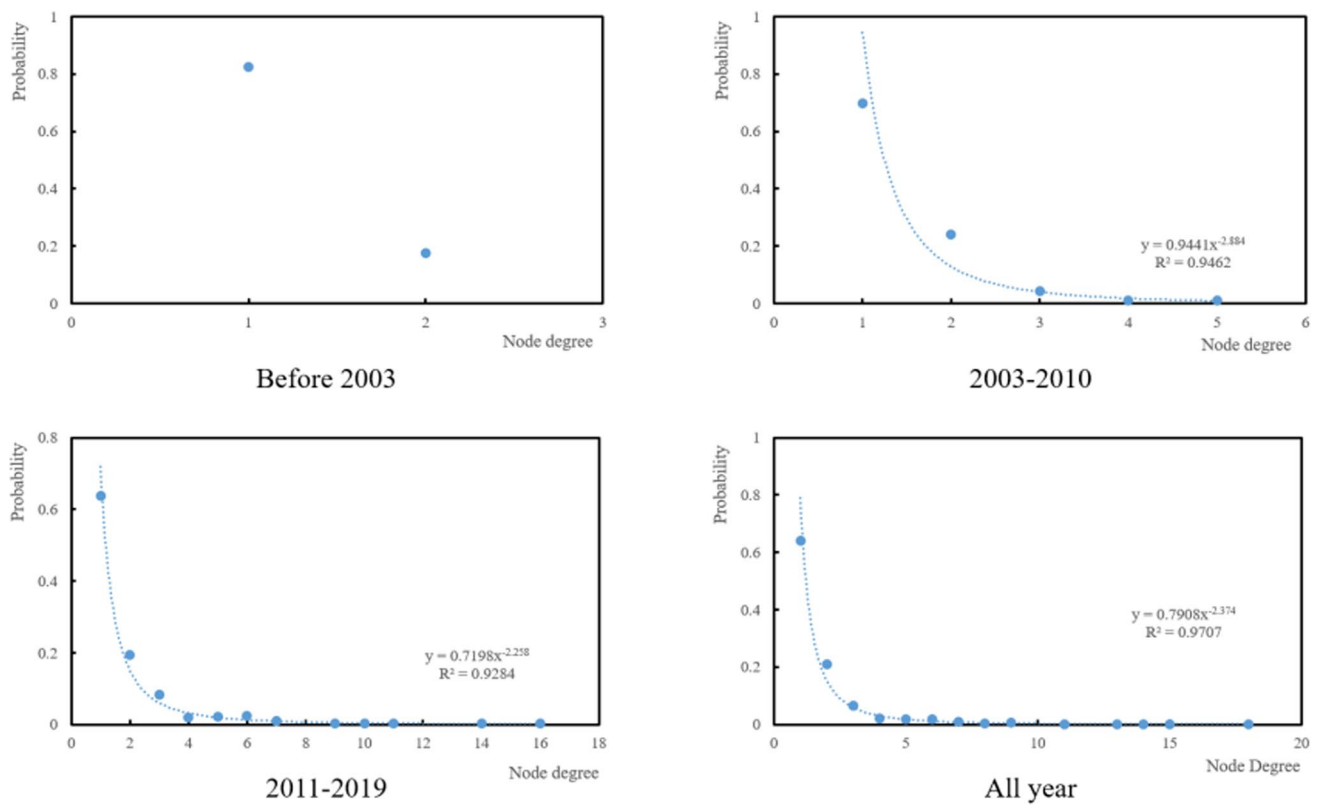 Probability
1
0.8
0.6
0.4
0.2
0
0 1 2 3
Node degree
Before 2003
Probability
1
0.8
0.6
0.4
0.2
0
y = 0.9441x^-2.884
R² = 0.9462
0 1 2 3 4 5 6
Node degree
2003-2010
Probability
0.8
0.6
0.4
0.2
0
y = 0.7198x^-2.258
R² = 0.9284
0 2 4 6 8 10 12 14 16 18
Node degree
2011-2019
Probability
1
0.8
0.6
0.4
0.2
0
y = 0.7908x^-2.374
R² = 0.9707
0 5 10 15 20
Node Degree
All year